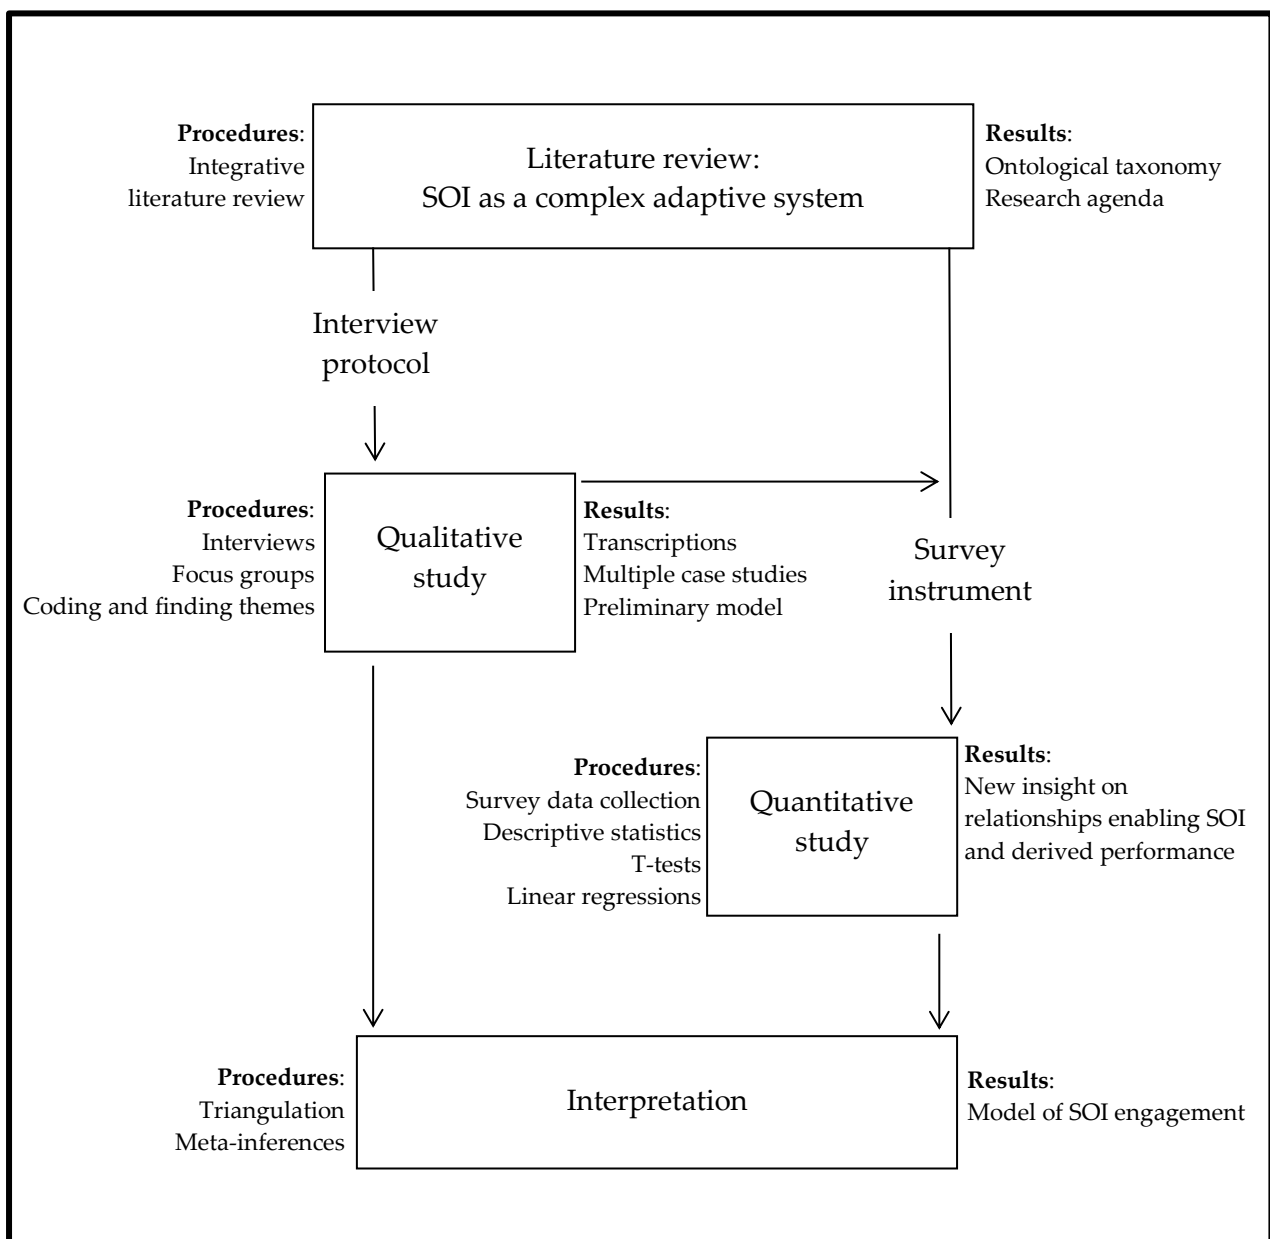 Procedures:
Integrative
literature review
Literature review:
SOI as a complex adaptive system
Results:
Ontological taxonomy
Research agenda
Interview
protocol
Procedures:
Interviews
Focus groups
Coding and finding themes
Qualitative
study
Results:
Transcriptions
Multiple case studies
Preliminary model
Survey
instrument
Procedures:
Survey data collection
Descriptive statistics
T-tests
Linear regressions
Quantitative
study
Results:
New insight on
relationships enabling SOI
and derived performance
Procedures:
Triangulation
Meta-inferences
Interpretation
Results:
Model of SOI engagement